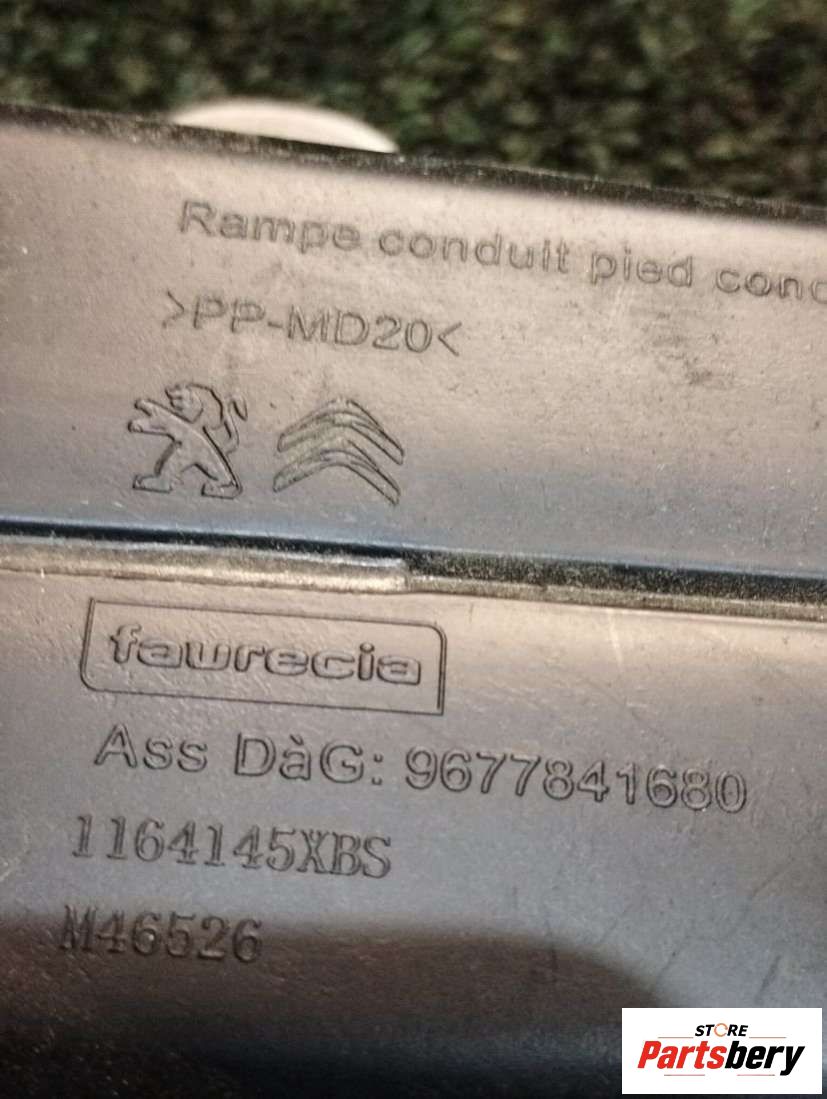 Rampe conduit pied cond
>PP-MD20<
faurecia
Ass DàG: 9677841680
1164145XBS
M46526
STORE
Partsbery